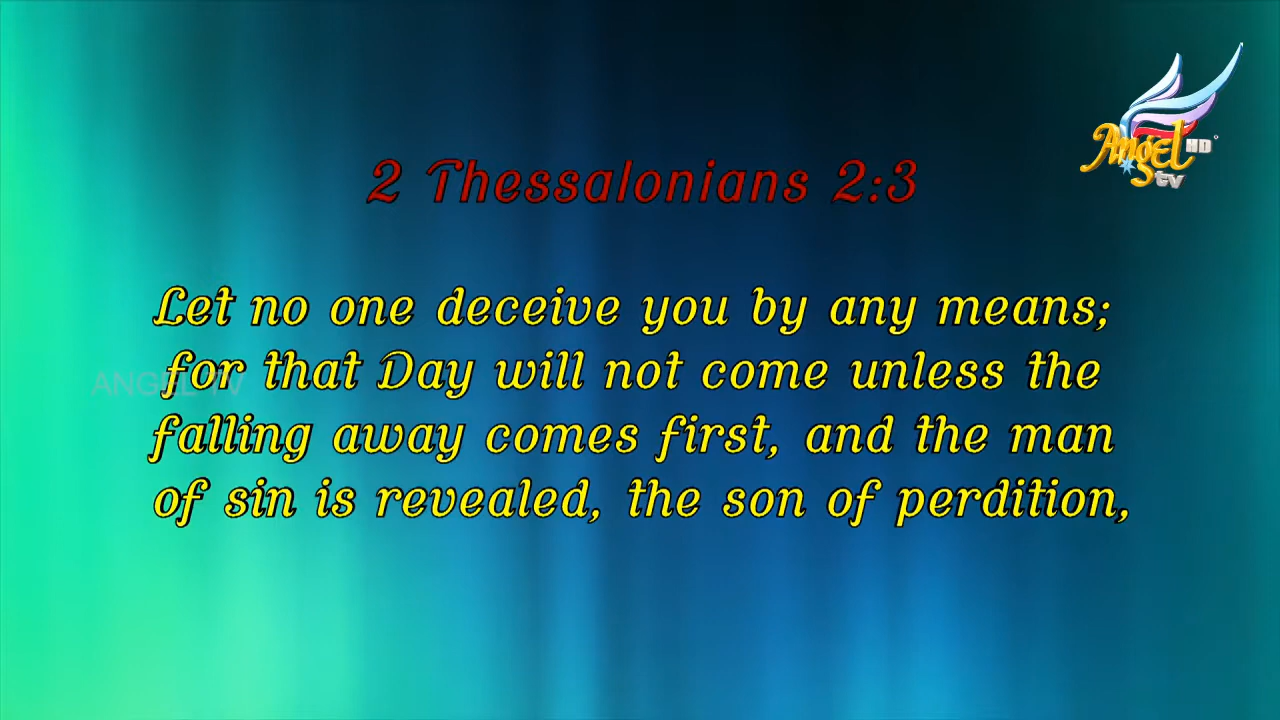 Angel HD
tv
2 Thessalonians 2:3
Let no one deceive you by any means;
for that Day will not come unless the
ANGEL TV
falling away comes first, and the man
of sin is revealed, the son of perdition,